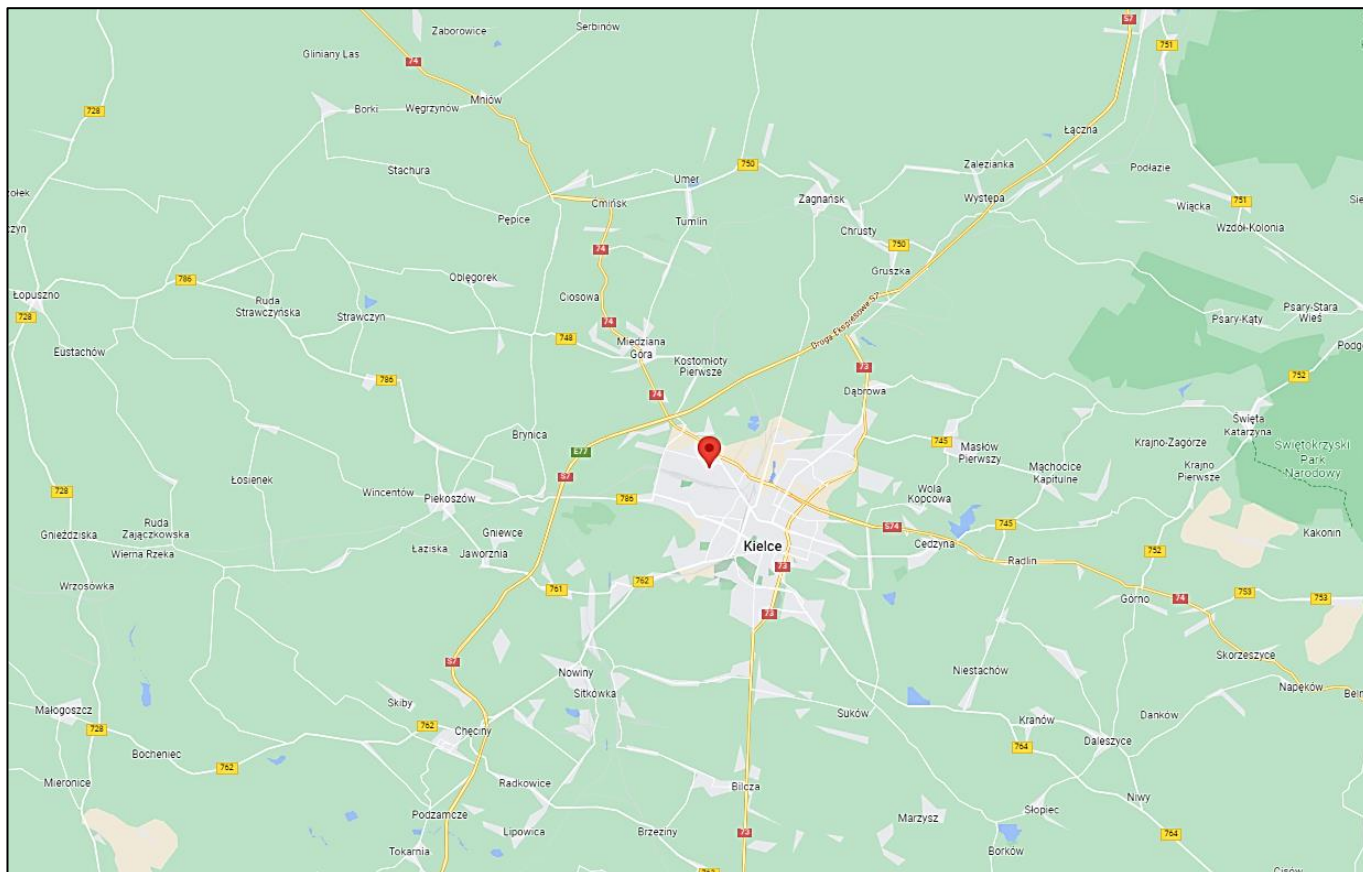 S7
Serbinów
Zaborowice
751
Gliniany Las
74
Mniów
Borki
Węgrzynów
728
Łączna
750
Zalezianka
Podłazie
Stachura
Umer
Występa
Zagnańsk
751
Cmińsk
Wiącka
Pępice
Tumlin
Wzdół-Kolonia
Chrusty
750
74
Gruszka
Oblęgorek
786
Łopuszno
Ciosowa
Droga Ekspresowa S7
Ruda
Strawczyńska
Strawczyn
728
74
Psary-Kąty
Psary-Stara
Wieś
748
Miedziana
Góra
Eustachów
Kostomłoty
Pierwsze
73
786
752
Dąbrowa
74
Święta
Katarzyna
Brynica
745
Masłów
Pierwszy
Krajno-Zagórze
Świętokrzyski
Park
Narodowy
E77
Mąchocice
Kapitulne
Krajno
Pierwsze
S7
Łosienek
Wincentów
728
Piekoszów
786
Wola
Kopcowa
Ruda
Zajączkowska
Gnieździska
Gniewce
S74
745
Cedzyna
Kakonin
Łaziska
Jaworznia
Kielce
752
Wierna Rzeka
Radlin
73
Wrzosówka
761
762
Górno
74
753
753
73
Skorzeszyce
S7
Nowiny
Niestachów
Napęków
Skiby
Sitkówka
Małogoszcz
Suków
Kranów
Danków
728
762
Chęciny
764
Daleszyce
Bocheniec
762
Mieronice
Radkowice
Bilcza
Niwy
Podzamcze
Słopiec
Marzysz
Lipowica
Brzeziny
73
764
Tokarnia
Borków